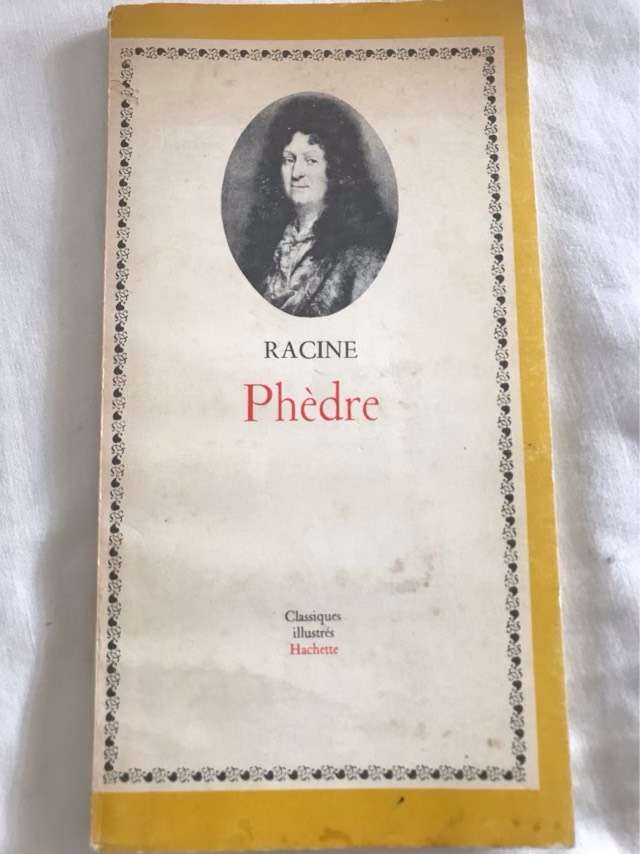 RACINE
Phèdre
Classiques
illustrés
Hachette